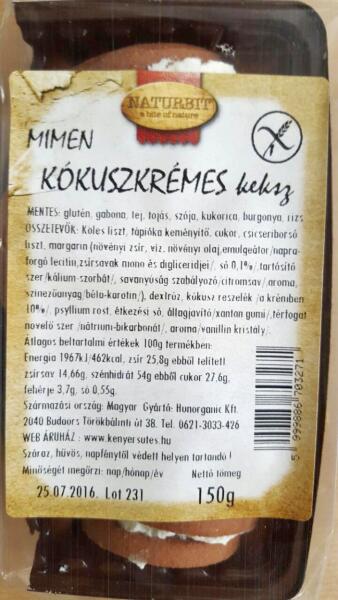 NATURBIT
a bite of nature
MIMEN
KÓKUSZKRÉMES keksz
MENTES: glutén, gabona, tej, tojás, szója, kukorica, burgonya, rizs
ÖSSZETEVŐK: Köles liszt, tápióka keményítő, cukor, csicseriborsó
liszt, margarin (növényi zsír, víz, növényi olaj,emulgeátor/napra-
forgó lecitin,zsírsavak mono és digliceridjei/, só 0,1%,tartósító
szer/kálium-szorbát/, savanyúság szabályozó/citromsav/,aroma,
színezőanyag/béta-karotin/), dextróz, kókusz reszelék /a krémben
10%/, psyllium rost, étkezési só, állagjavító/xantán gumi/,térfogat
növelő szer /nátrium-bikarbonát/, aroma/vanillin kristály/.
Átlagos beltartalmi értékek 100g termékben:
Energia 1967kJ/462kcal, zsír 25,8g ebből telített
zsírsav 14,66g, szénhidrát 54g ebből cukor 27,6g,
fehérje 3,7g, só 0,55g.
Származási ország: Magyar Gyártó: Hunorganic Kft.
2040 Budaörs Törökbálinti út 38. Tel. 0621-3033-426
WEB ÁRUHÁZ : www.kenyersutes.hu
Száraz, hűvös, napfénytől védett helyen tartandó !
Minőségét megőrzi: nap/hónap/év Nettó tömeg
25.07.2016. Lot 231 150g
5 999886 703271